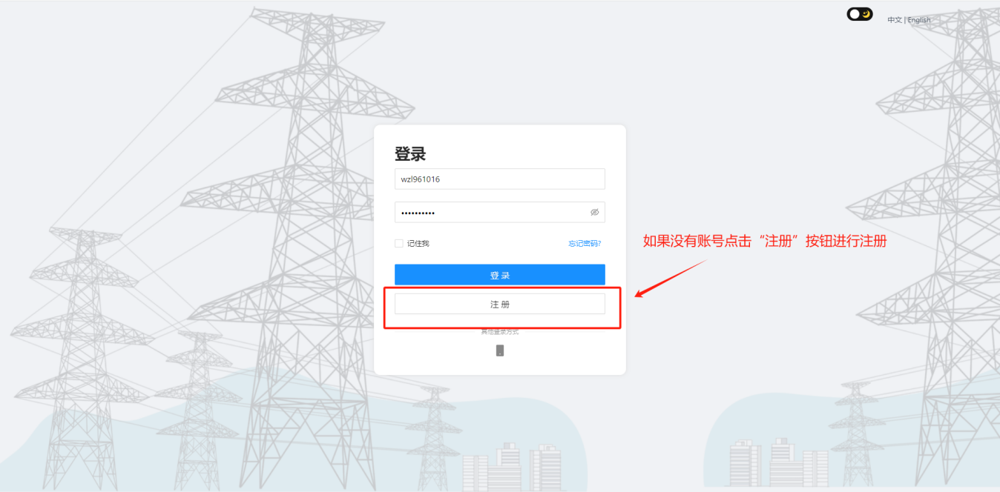 中文 | English
登录
wzl961016
••••••••••
记住我
忘记密码?
登 录
如果没有账号点击“注册”按钮进行注册
注 册
其他登录方式